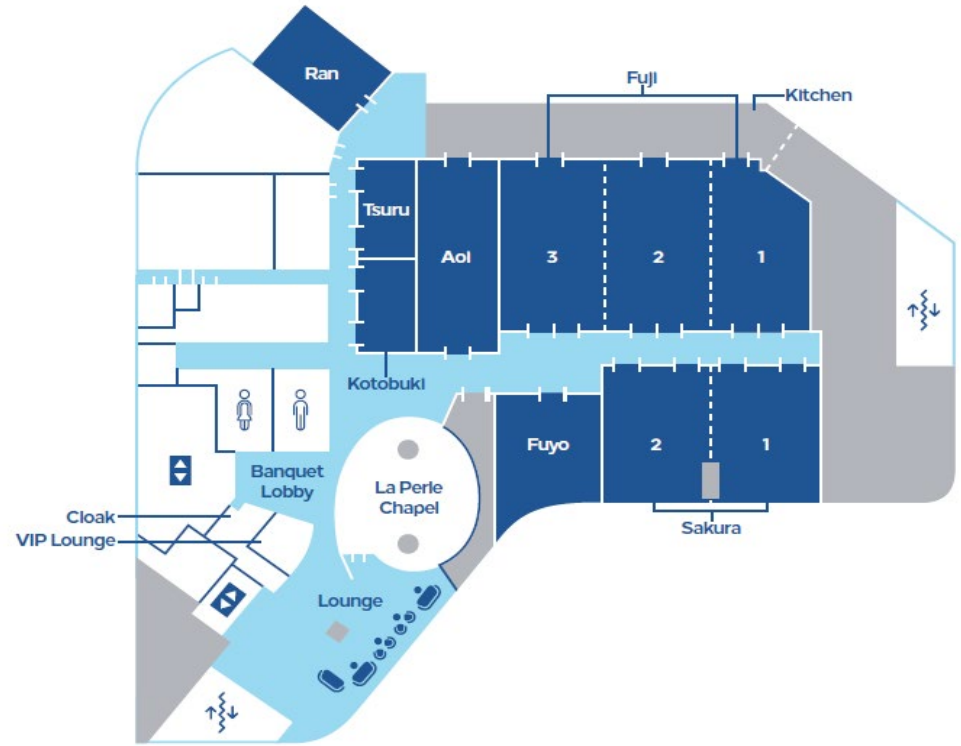 Ran
Fuji
Kitchen
Tsuru
Aoi
3
2
1
Kotobuki
Fuyo
2
1
Banquet
Lobby
La Perle
Chapel
Cloak
VIP Lounge
Sakura
Lounge